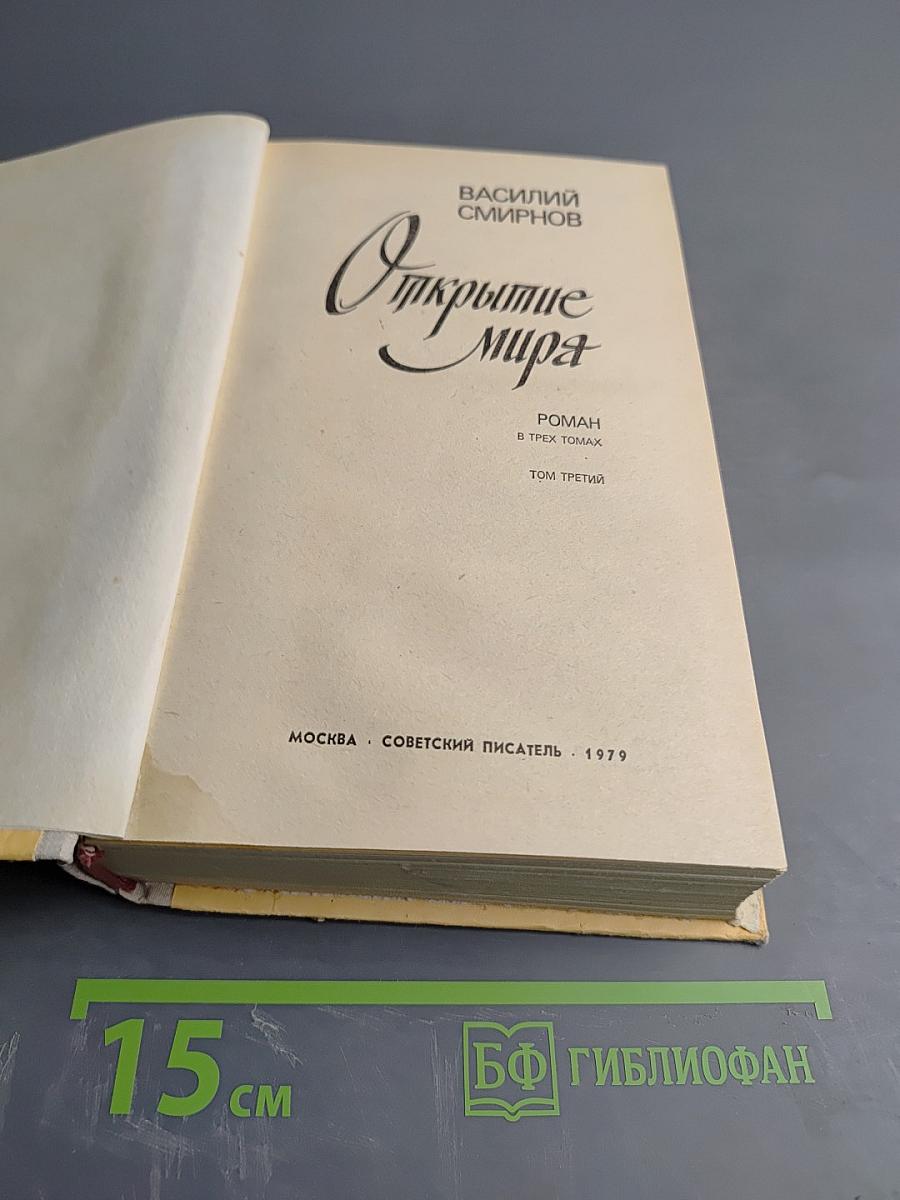 ВАСИЛИЙ
СМИРНОВ
Открытие
мира
РОМАН
В ТРЕХ ТОМАХ
ТОМ ТРЕТИЙ
МОСКВА · СОВЕТСКИЙ ПИСАТЕЛЬ · 1979
15 СМ
БФ ГИБЛИОФАН